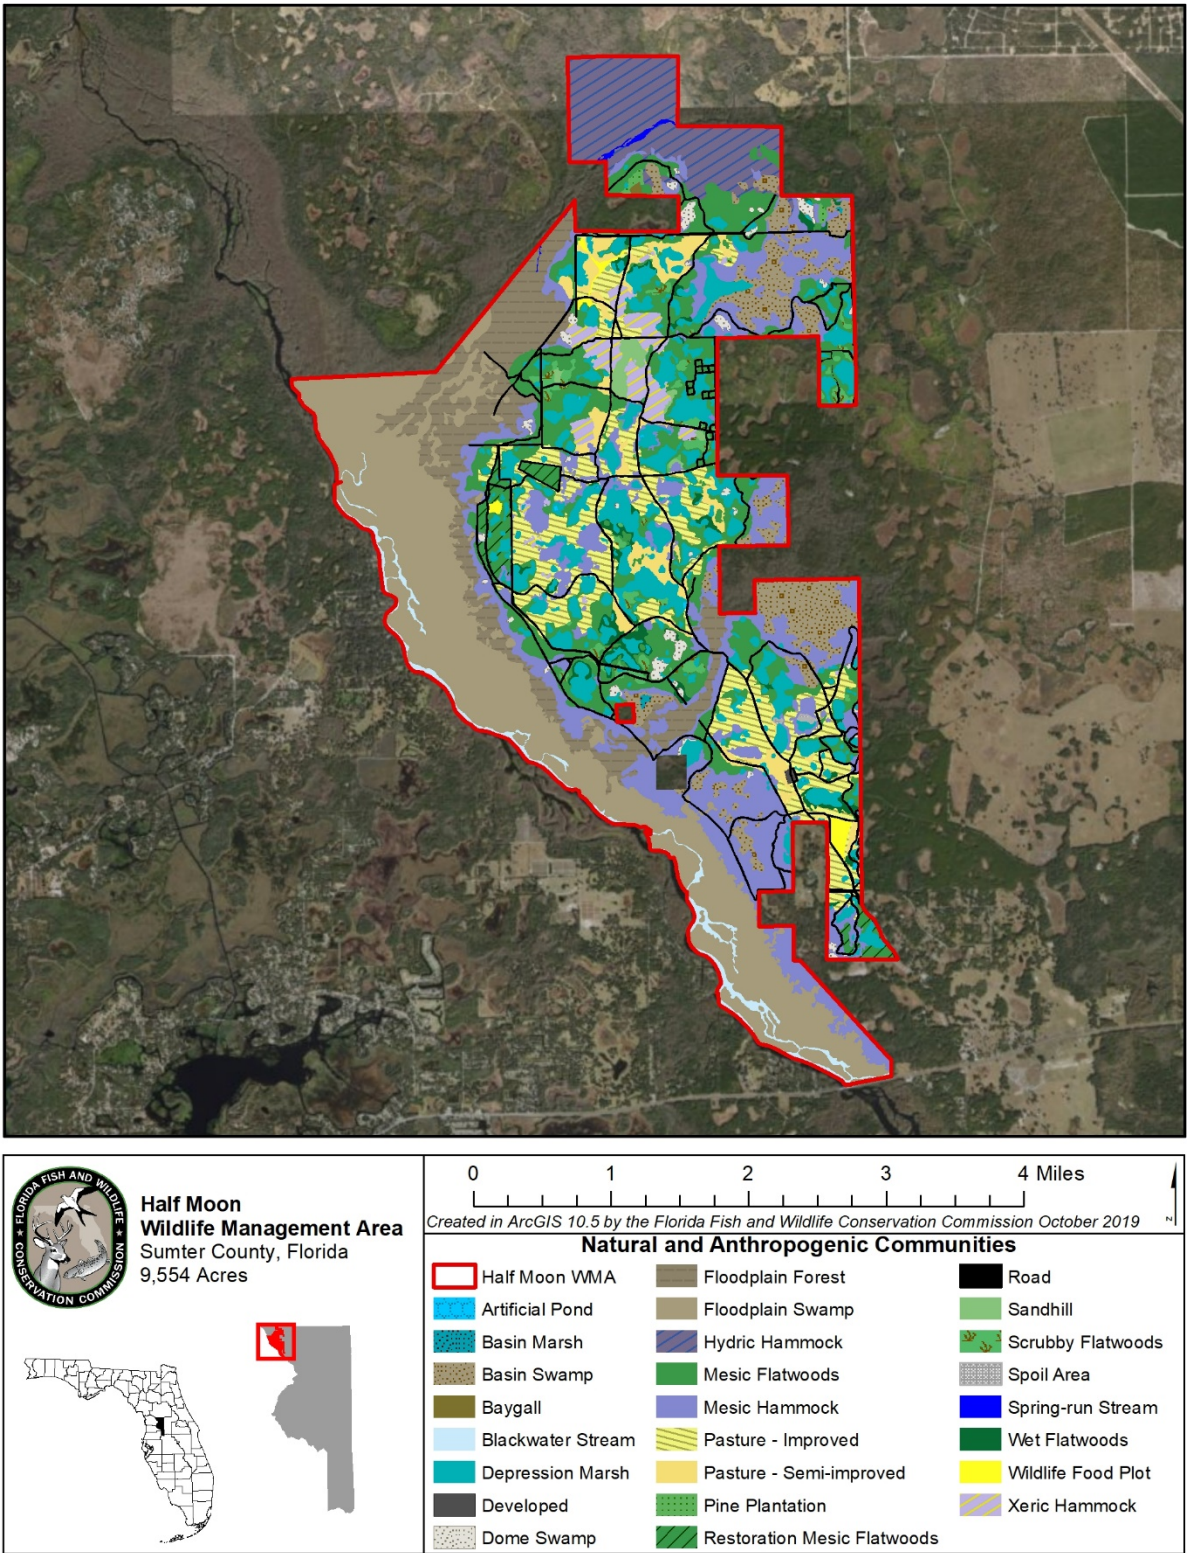 FLORIDA FISH AND WILDLIFE
CONSERVATION COMMISSION
Half Moon
Wildlife Management Area
Sumter County, Florida
9,554 Acres
0 1 2 3 4 Miles
Created in ArcGIS 10.5 by the Florida Fish and Wildlife Conservation Commission October 2019
N
Natural and Anthropogenic Communities
Half Moon WMA
Artificial Pond
Basin Marsh
Basin Swamp
Baygall
Blackwater Stream
Depression Marsh
Developed
Dome Swamp
Floodplain Forest
Floodplain Swamp
Hydric Hammock
Mesic Flatwoods
Mesic Hammock
Pasture - Improved
Pasture - Semi-improved
Pine Plantation
Restoration Mesic Flatwoods
Road
Sandhill
Scrubby Flatwoods
Spoil Area
Spring-run Stream
Wet Flatwoods
Wildlife Food Plot
Xeric Hammock